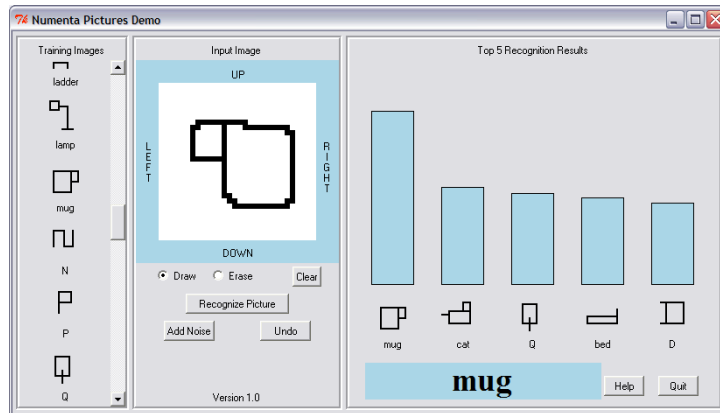 Numenta Pictures Demo
Training Images
ladder
lamp
mug
N
P
Q
Input Image
UP
LEFT
RIGHT
DOWN
Draw Erase Clear
Recognize Picture
Add Noise Undo
Version 1.0
Top 5 Recognition Results
mug cat Q bed D
mug
Help Quit